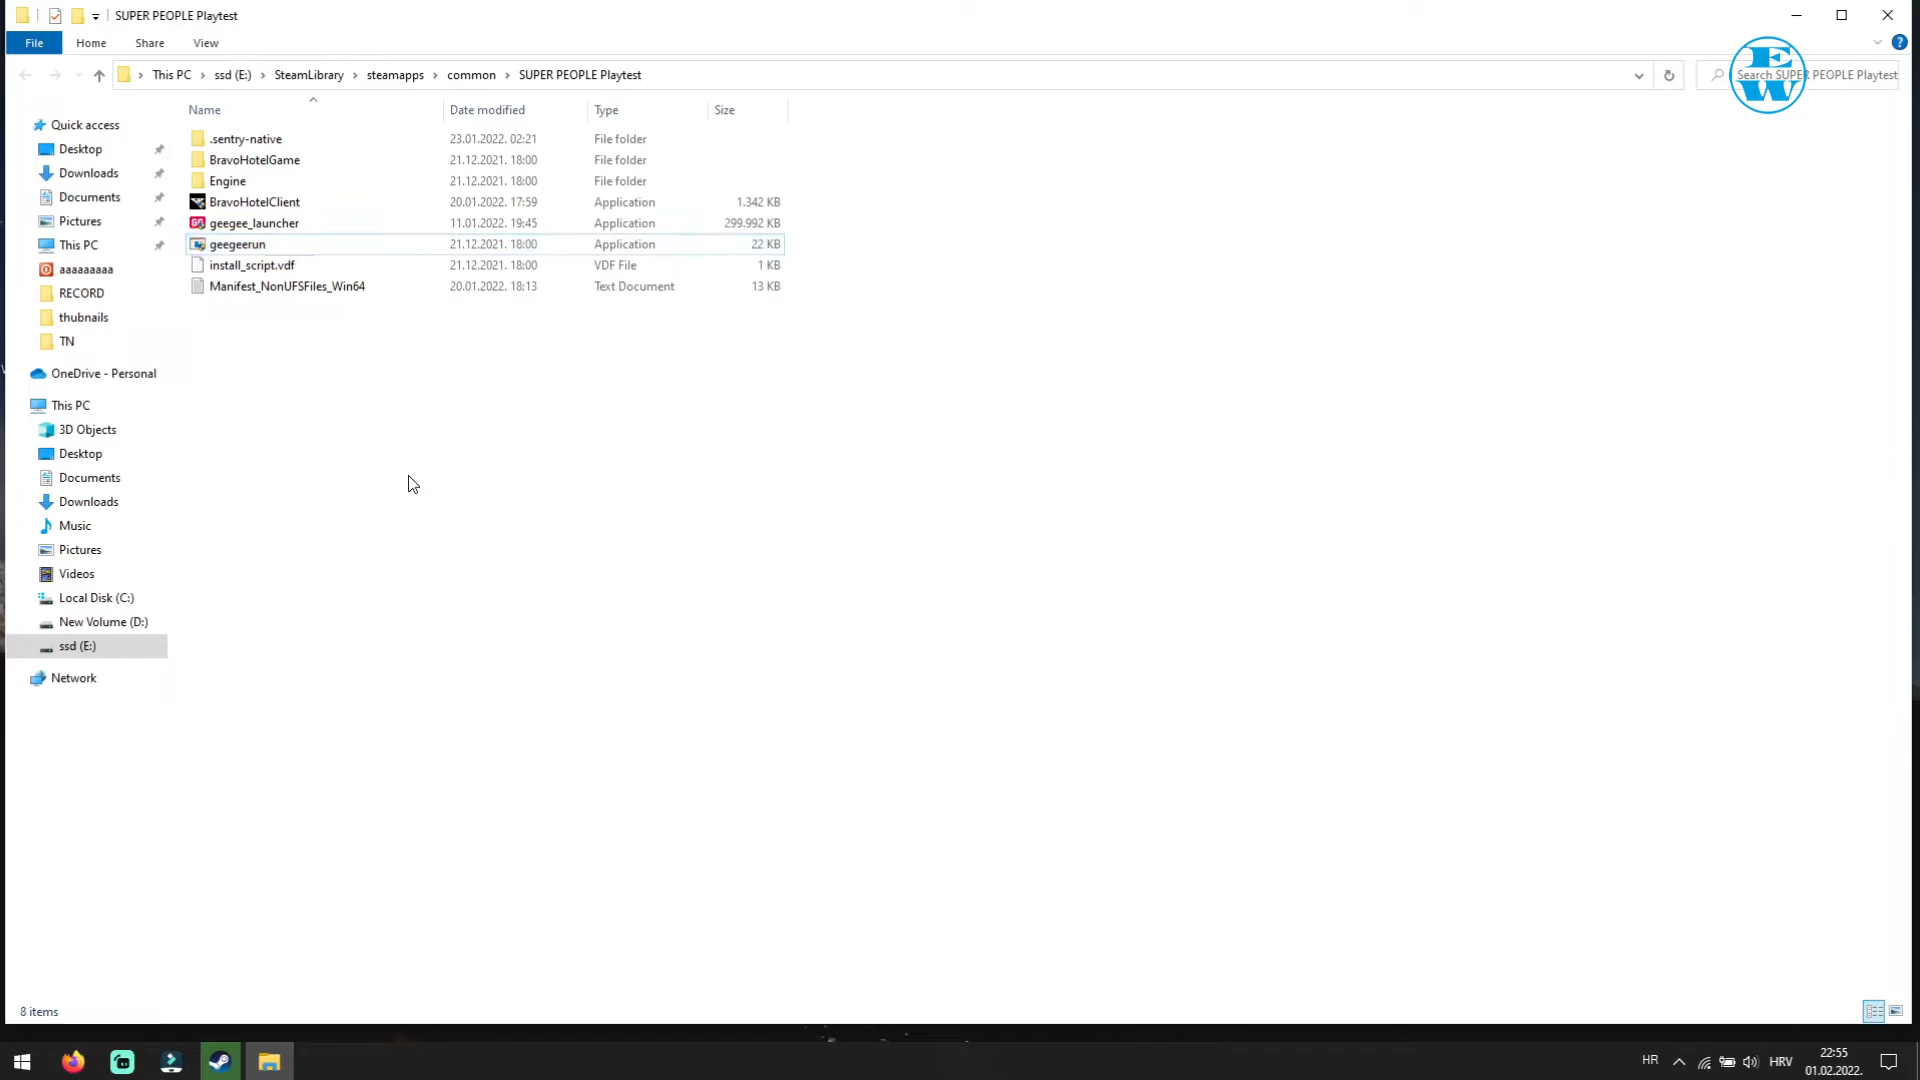 SUPER PEOPLE Playtest
File Home Share View
This PC ssd (E:) SteamLibrary steamapps common SUPER PEOPLE Playtest
Search SUPER PEOPLE Playtest
EW
Name Date modified Type Size
Quick access
Desktop
Downloads
Documents
Pictures
This PC
aaaaaaaaa
RECORD
thubnails
TN
OneDrive - Personal
This PC
3D Objects
Desktop
Documents
Downloads
Music
Pictures
Videos
Local Disk (C:)
New Volume (D:)
ssd (E:)
Network
.sentry-native 23.01.2022. 02:21 File folder
BravoHotelGame 21.12.2021. 18:00 File folder
Engine 21.12.2021. 18:00 File folder
BravoHotelClient 20.01.2022. 17:59 Application 1.342 KB
geegee_launcher 11.01.2022. 19:45 Application 299.992 KB
geegeerun 21.12.2021. 18:00 Application 22 KB
install_script.vdf 21.12.2021. 18:00 VDF File 1 KB
Manifest_NonUFSFiles_Win64 20.01.2022. 18:13 Text Document 13 KB
8 items
HR HRV 22:55
01.02.2022.